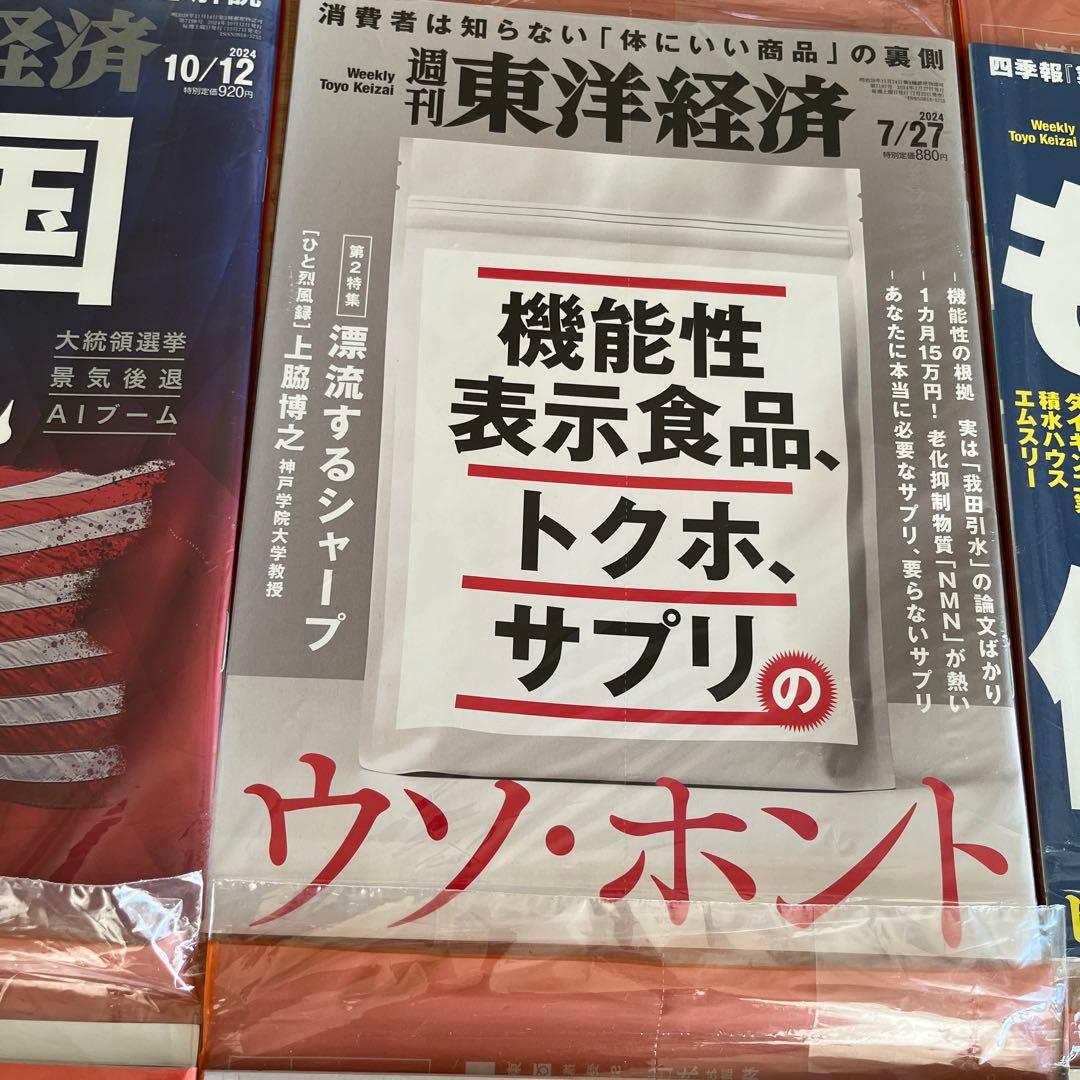 経済
2024
10/12
特別定価920円
国
大統領選挙
景気後退
AIブーム
消費者は知らない「体にいい商品」の裏側
Weekly
Toyo Keizai
週刊 東洋経済
2024
7/27
特別定価880円
機能性
表示食品、
トクホ、
サプリの
ウソ・ホント
-機能性の根拠 実は「我田引水」の論文ばかり
-1カ月15万円! 老化抑制物質「NMN」が熱い
-あなたに本当に必要なサプリ、要らないサプリ
第2特集 漂流するシャープ
[ひと烈風録]上脇博之 神戸学院大学教授
四季報
Weekly
Toyo Keizai
積水ハウス
エムスリー